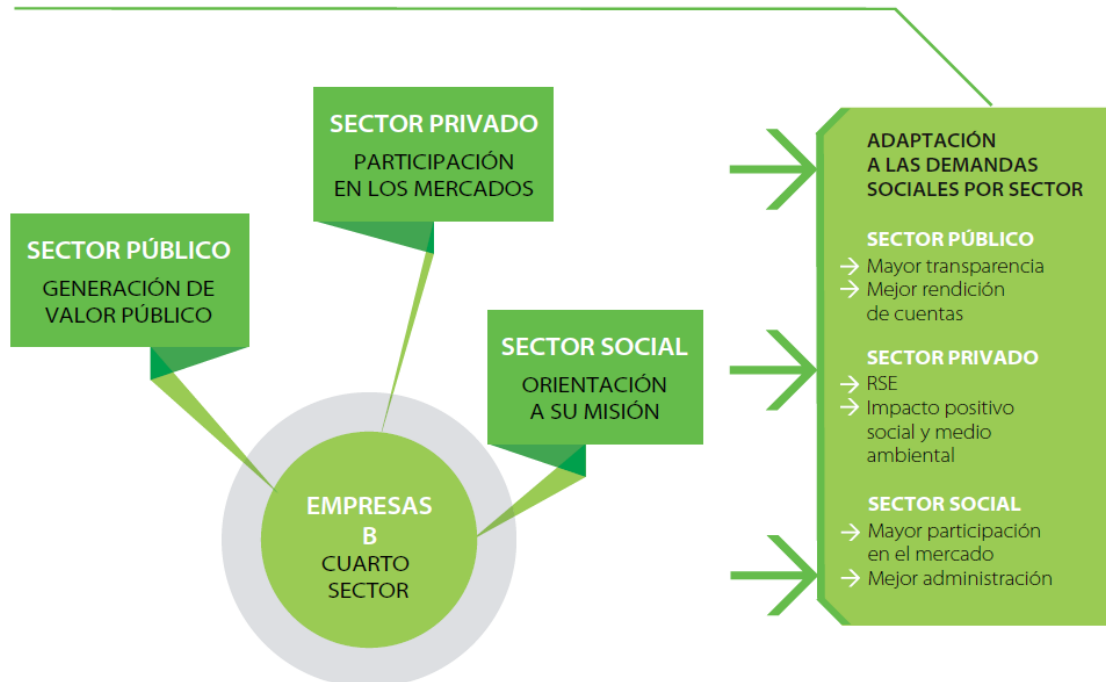 SECTOR PRIVADO
PARTICIPACIÓN
EN LOS MERCADOS
SECTOR PÚBLICO
GENERACIÓN DE
VALOR PÚBLICO
SECTOR SOCIAL
ORIENTACIÓN
A SU MISIÓN
EMPRESAS
B
CUARTO
SECTOR
ADAPTACIÓN
A LAS DEMANDAS
SOCIALES POR SECTOR
SECTOR PÚBLICO
→ Mayor transparencia
→ Mejor rendición
de cuentas
SECTOR PRIVADO
→ RSE
→ Impacto positivo
social y medio
ambiental
SECTOR SOCIAL
→ Mayor participación
en el mercado
→ Mejor administración